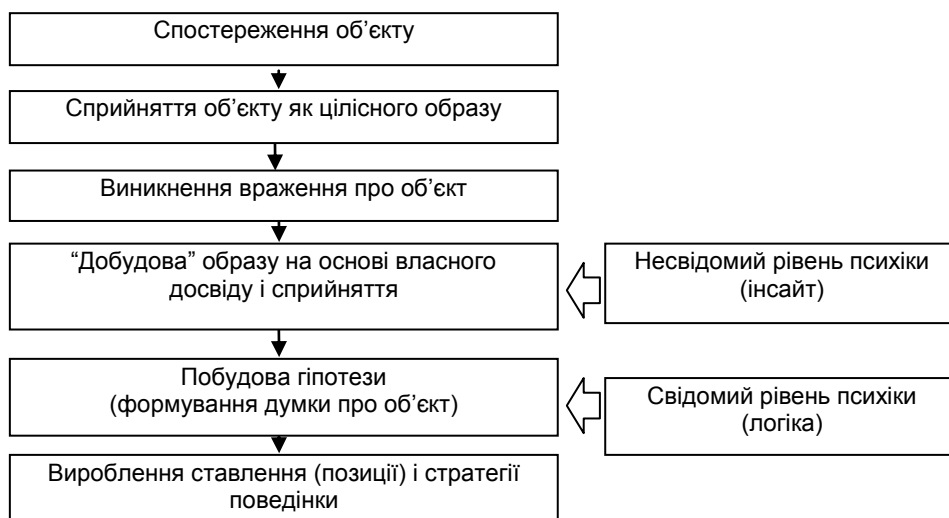 Спостереження об’єкту
Сприйняття об’єкту як цілісного образу
Виникнення враження про об’єкт
“Добудова” образу на основі власного
досвіду і сприйняття
Несвідомий рівень психіки
(інсайт)
Побудова гіпотези
(формування думки про об’єкт)
Свідомий рівень психіки
(логіка)
Вироблення ставлення (позиції) і стратегії
поведінки